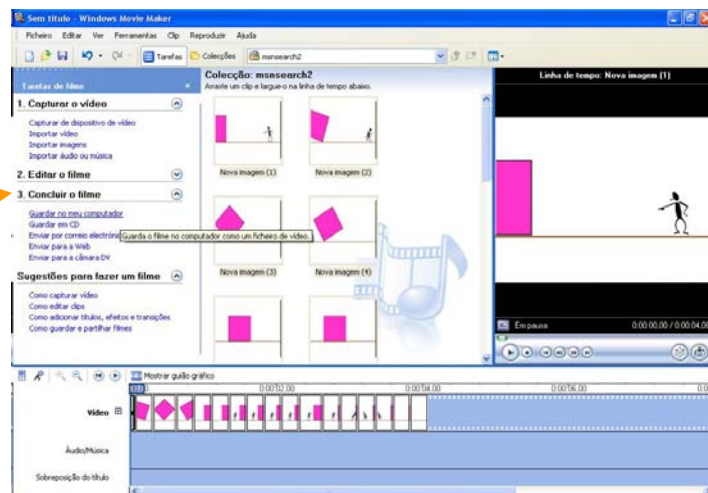 Sem título - Windows Movie Maker
Ficheiro Editar Ver Ferramentas Clip Reproduzir Ajuda
Tarefas Colecções msnsearch2
Tarefas de filme
1. Capturar o vídeo
Capturar de dispositivo de vídeo
Importar vídeo
Importar imagens
Importar áudio ou música
2. Editar o filme
3. Concluir o filme
Guardar no meu computador
Guardar em CD
Enviar por correio electrónic
Guarda o filme no computador como um ficheiro de vídeo.
Enviar para a Web
Enviar para a câmara DV
Sugestões para fazer um filme
Como capturar vídeo
Como editar clips
Como adicionar títulos, efeitos e transições
Como guardar e partilhar filmes
Colecção: msnsearch2
Arraste um clip e largue-o na linha de tempo abaixo.
Nova imagem (1) Nova imagem (2)
Nova imagem (3) Nova imagem (4)
Linha de tempo: Nova imagem (1)
Em pausa 0:00:00,00 / 0:00:04,00
Mostrar guião gráfico
0:00:02,00 0:00:04,00 0:00:06,00
Vídeo
Áudio/Música
Sobreposição do título